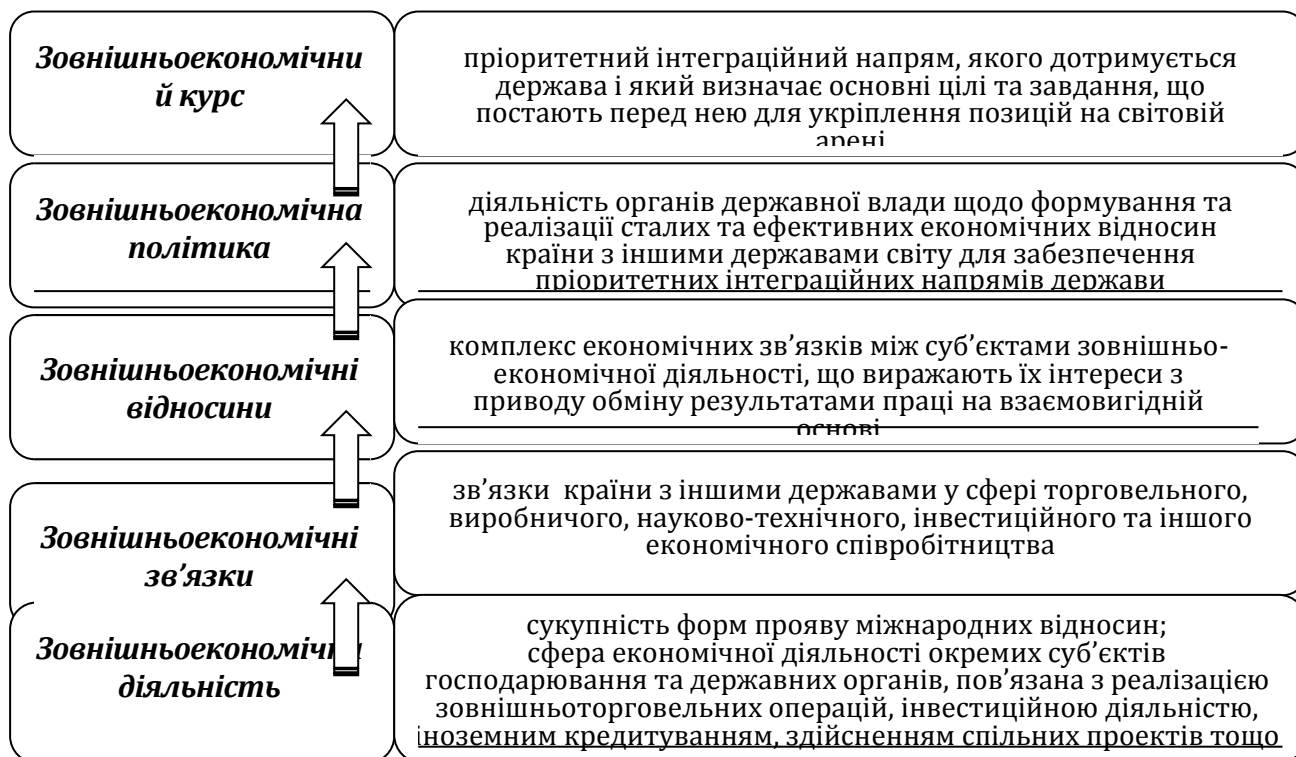 Зовнішньоекономічни
й курс
пріоритетний інтеграційний напрям, якого дотримується
держава і який визначає основні цілі та завдання, що
постають перед нею для укріплення позицій на світовій
арені
Зовнішньоекономічна
політика
діяльність органів державної влади щодо формування та
реалізації сталих та ефективних економічних відносин
країни з іншими державами світу для забезпечення
пріоритетних інтеграційних напрямів держави
Зовнішньоекономічні
відносини
комплекс економічних зв’язків між суб’єктами зовнішньо-
економічної діяльності, що виражають їх інтереси з
приводу обміну результатами праці на взаємовигідній
основі
Зовнішньоекономічні
зв’язки
зв’язки країни з іншими державами у сфері торговельного,
виробничого, науково-технічного, інвестиційного та іншого
економічного співробітництва
Зовнішньоекономічна
діяльність
сукупність форм прояву міжнародних відносин;
сфера економічної діяльності окремих суб’єктів
господарювання та державних органів, пов’язана з реалізацією
зовнішньоторговельних операцій, інвестиційною діяльністю,
іноземним кредитуванням, здійсненням спільних проектів тощо